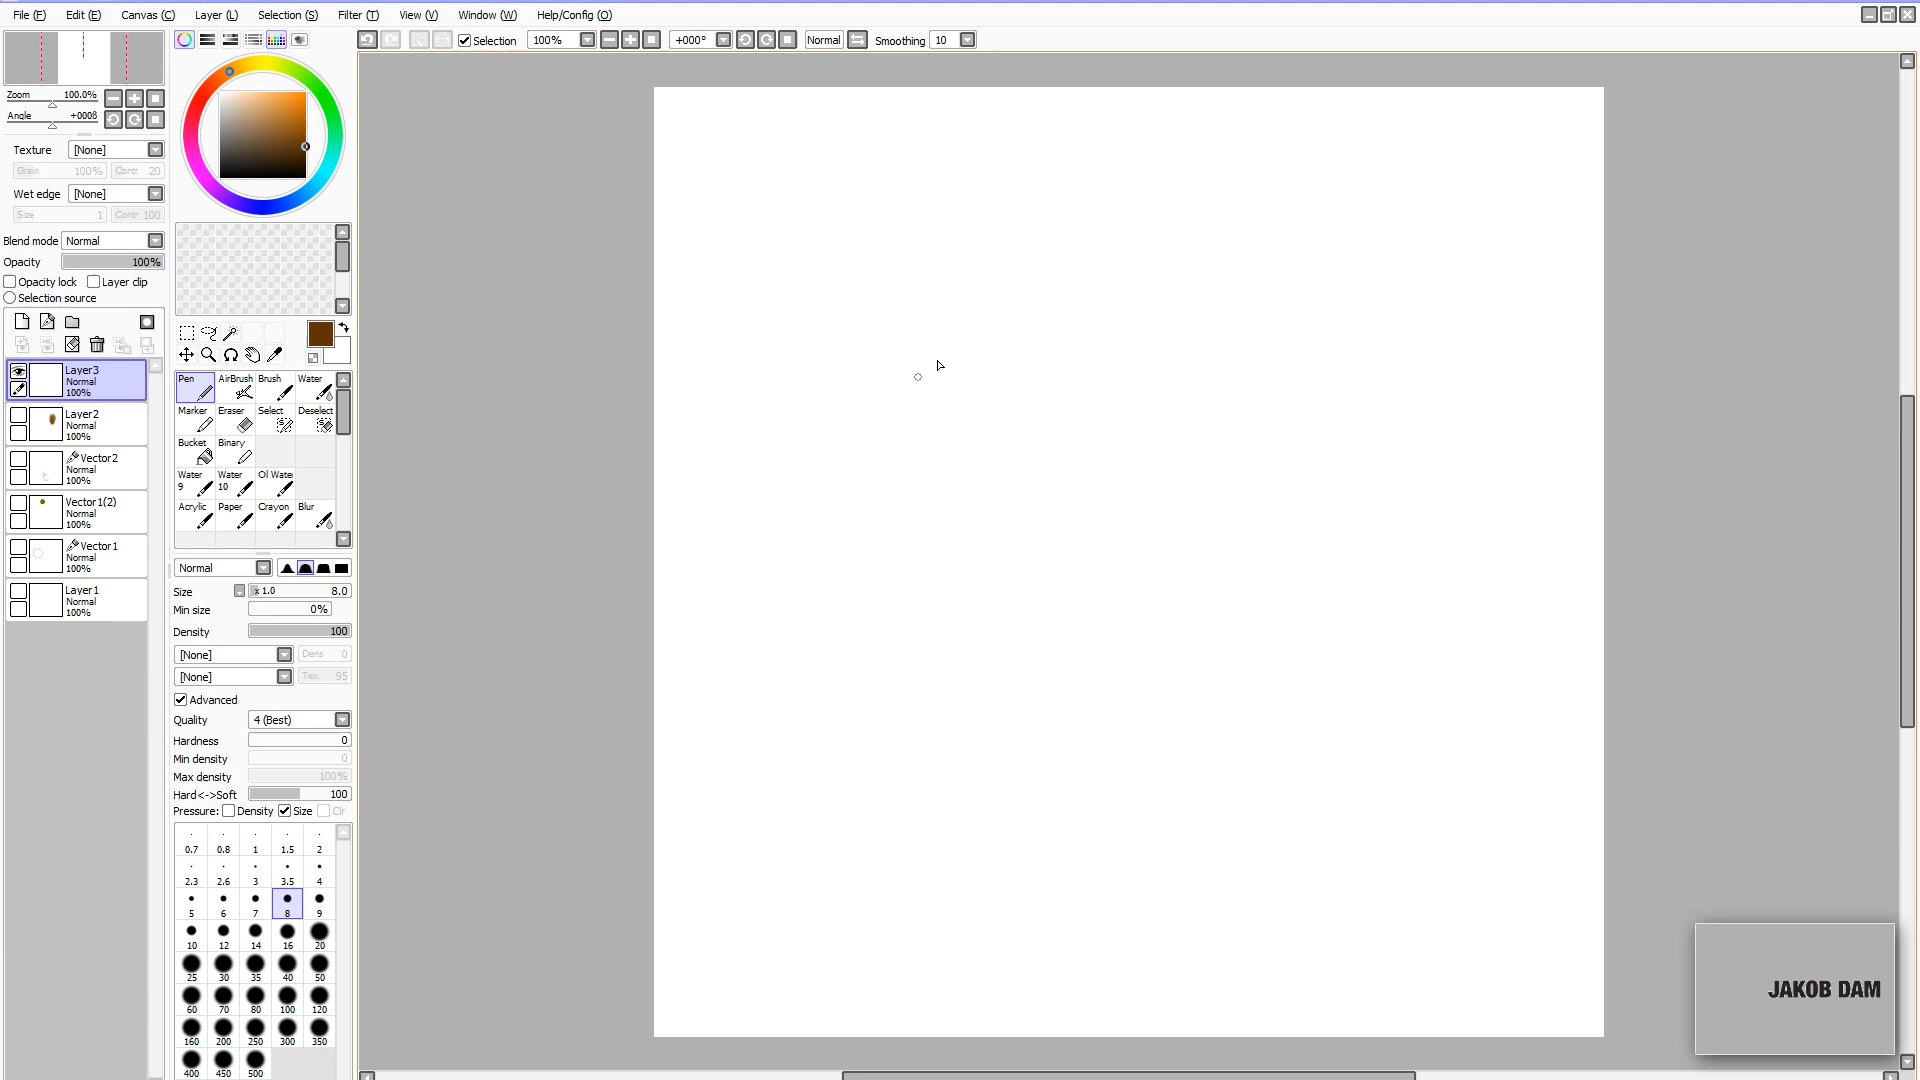 File (F) Edit (E) Canvas (C) Layer (L) Selection (S) Filter (T) View (V) Window (W) Help/Config (O)
Selection 100% +000° Normal Smoothing 10
Zoom 100.0%
Angle +000ß
Texture [None]
Grain 100% Contr 20
Wet edge [None]
Size 1 Contr 100
Blend mode Normal
Opacity 100%
Opacity lock Layer clip
Selection source
Layer3
Normal
100%
Layer2
Normal
100%
Vector2
Normal
100%
Vector1(2)
Normal
100%
Vector1
Normal
100%
Layer1
Normal
100%
Pen AirBrush Brush Water
Marker Eraser Select Deselect
Bucket Binary
Water 9 Water 10 Ol Wate
Acrylic Paper Crayon Blur
Normal
Size x 1.0 8.0
Min size 0%
Density 100
[None] Dens 0
[None] Tex. 95
Advanced
Quality 4 (Best)
Hardness 0
Min density 0
Max density 100%
Hard<->Soft 100
Pressure: Density Size Clr
0.7 0.8 1 1.5 2
2.3 2.6 3 3.5 4
5 6 7 8 9
10 12 14 16 20
25 30 35 40 50
60 70 80 100 120
160 200 250 300 350
400 450 500
JAKOB DAM